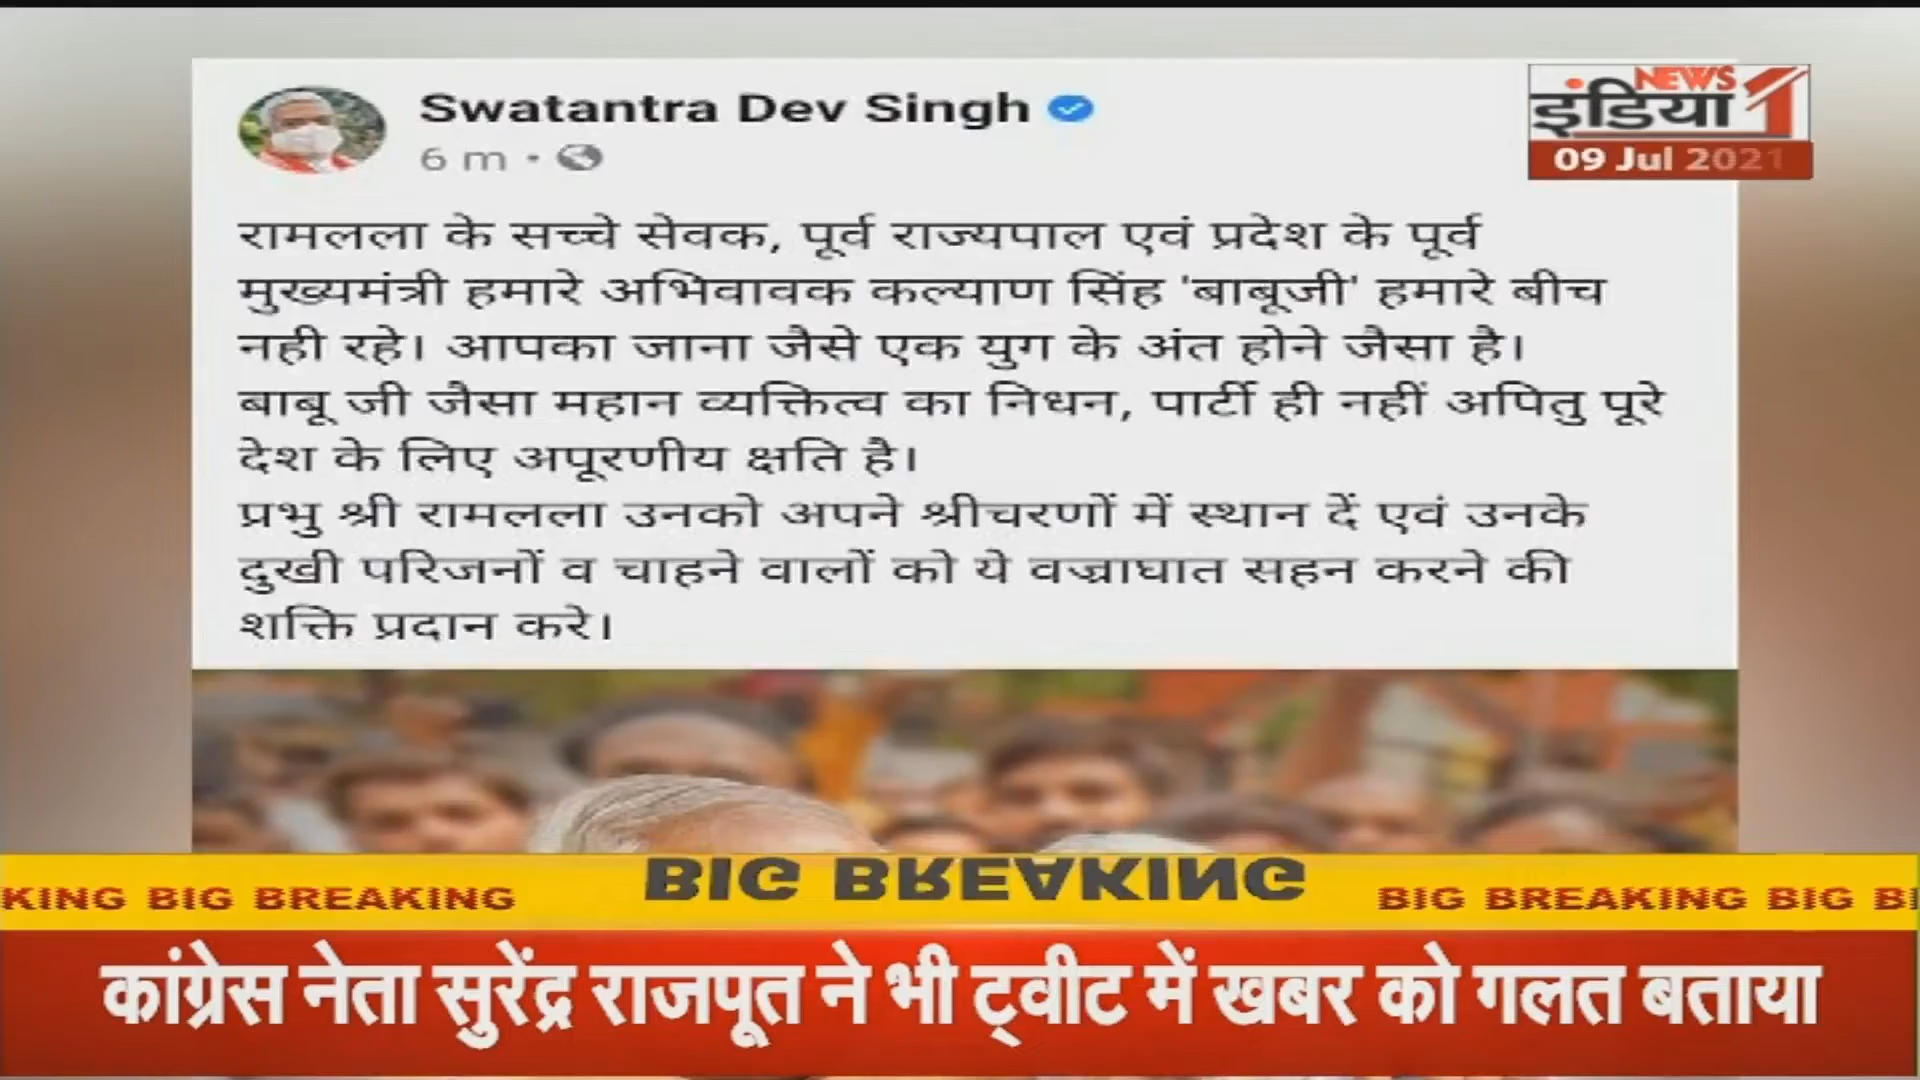 Swatantra Dev Singh
6 m
NEWS
इंडिया 1
09 Jul 2021
रामलला के सच्चे सेवक, पूर्व राज्यपाल एवं प्रदेश के पूर्व
मुख्यमंत्री हमारे अभिवावक कल्याण सिंह 'बाबूजी' हमारे बीच
नही रहे। आपका जाना जैसे एक युग के अंत होने जैसा है।
बाबू जी जैसा महान व्यक्तित्व का निधन, पार्टी ही नहीं अपितु पूरे
देश के लिए अपूरणीय क्षति है।
प्रभु श्री रामलला उनको अपने श्रीचरणों में स्थान दें एवं उनके
दुखी परिजनों व चाहने वालों को ये वज्राघात सहन करने की
शक्ति प्रदान करे।
BIG BREAKING
KING BIG BREAKING
BIG BREAKING BIG B
कांग्रेस नेता सुरेंद्र राजपूत ने भी ट्वीट में खबर को गलत बताया